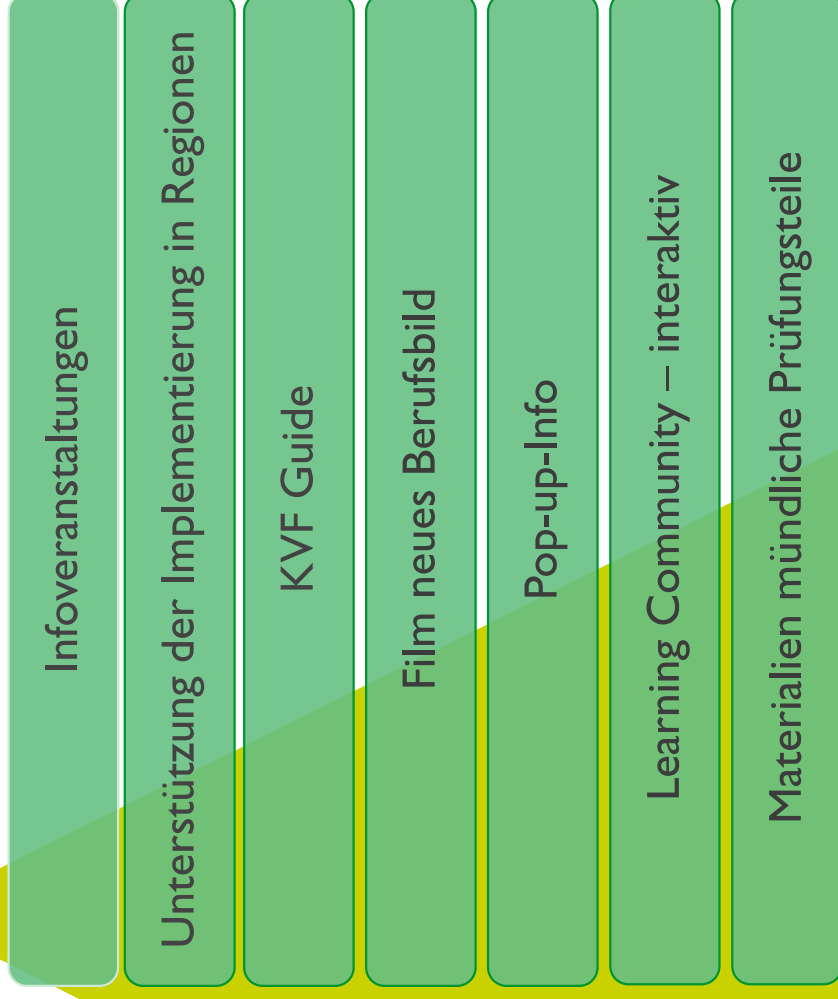 Infoveranstaltungen
Unterstützung der Implementierung in Regionen
KVF Guide
Film neues Berufsbild
Pop-up-Info
Learning Community – interaktiv
Materialien mündliche Prüfungsteile